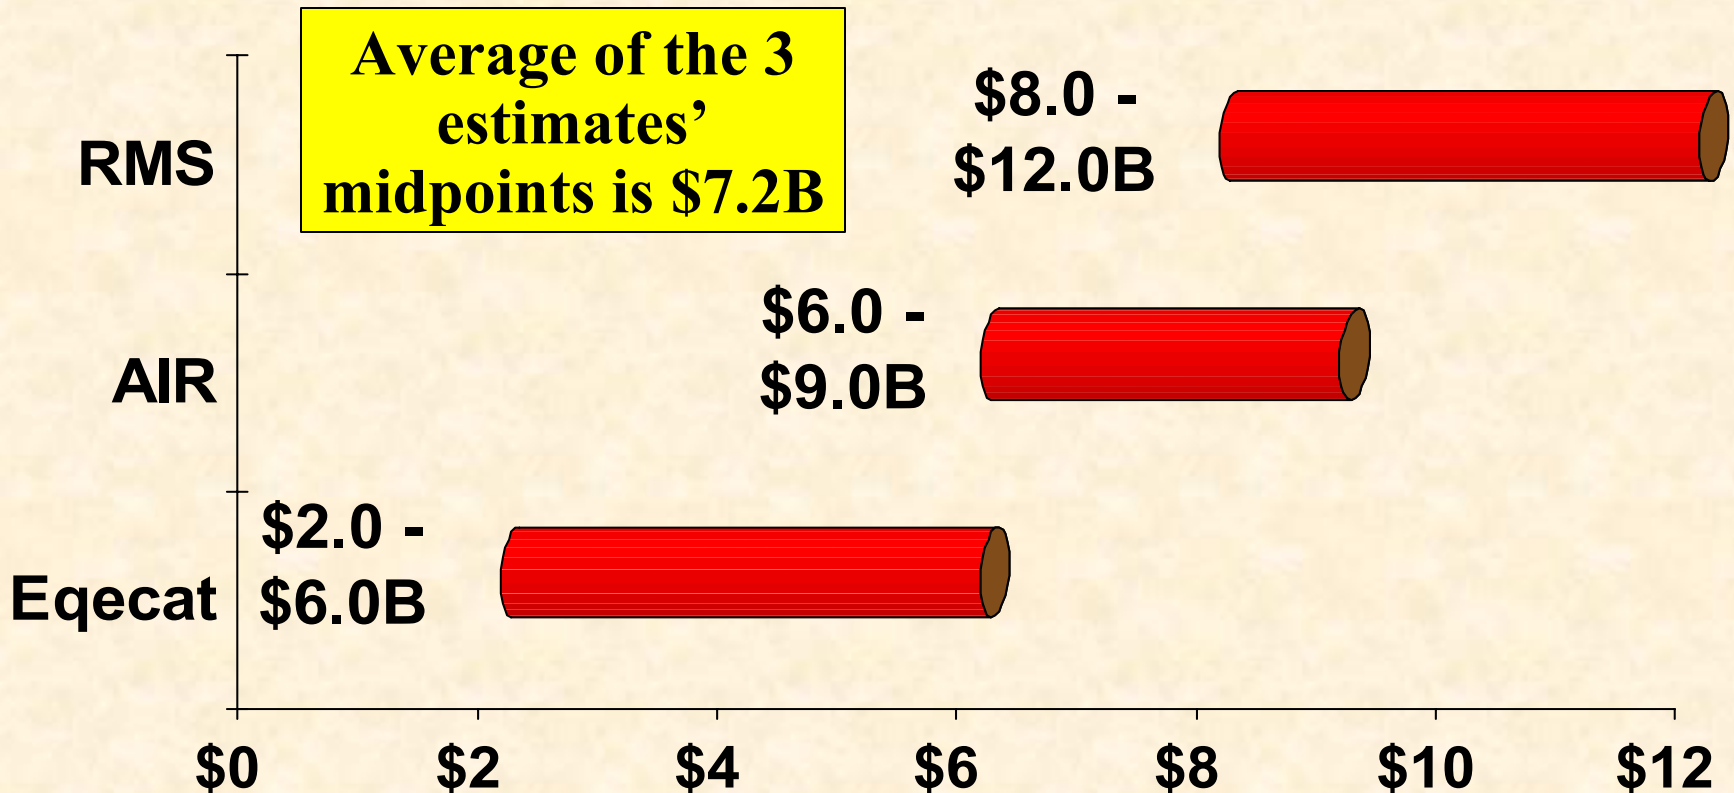 Average of the 3
estimates’
midpoints is $7.2B
RMS
$8.0 -
$12.0B
AIR
$6.0 -
$9.0B
Eqecat
$2.0 -
$6.0B
$0 $2 $4 $6 $8 $10 $12